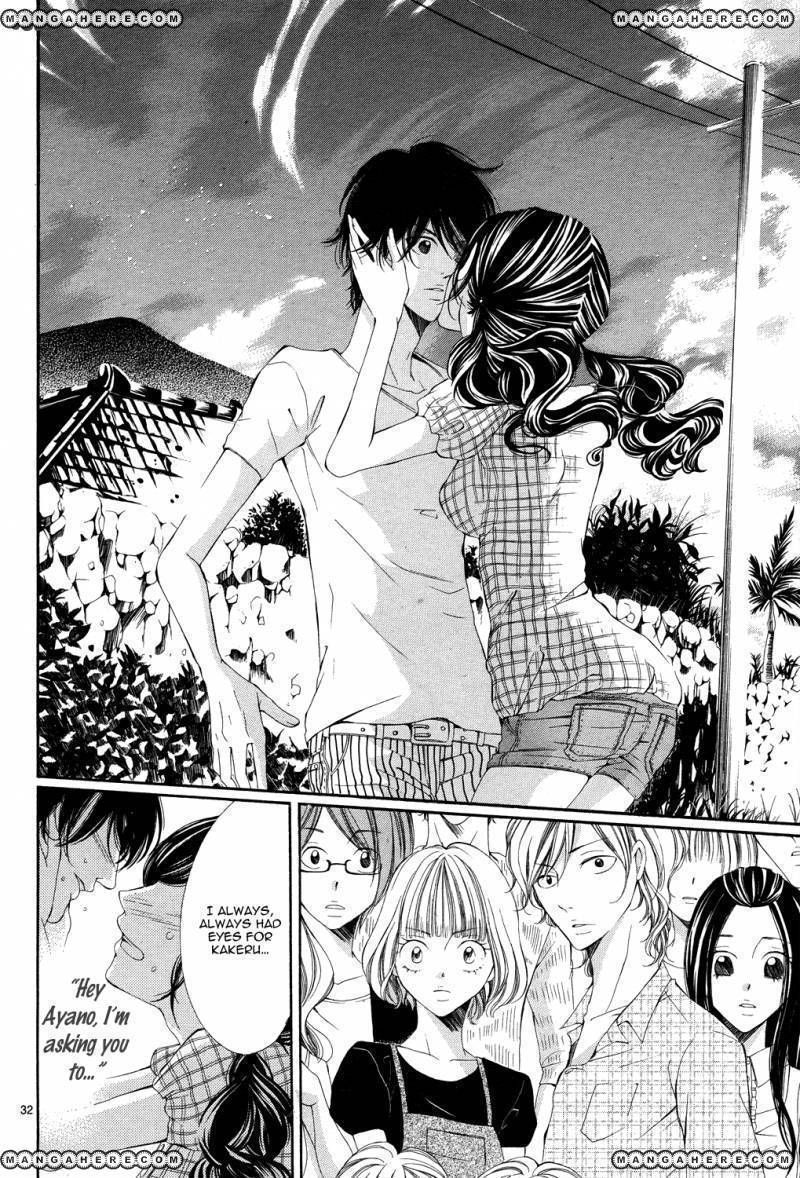 MANGAHERE.COM
MANGAHERE.COM
I ALWAYS,
ALWAYS HAD
EYES FOR
KAKERU...
"Hey
Ayano, I'm
asking you
to..."
32
MANGAHERE.COM
MANGAHERE.COM